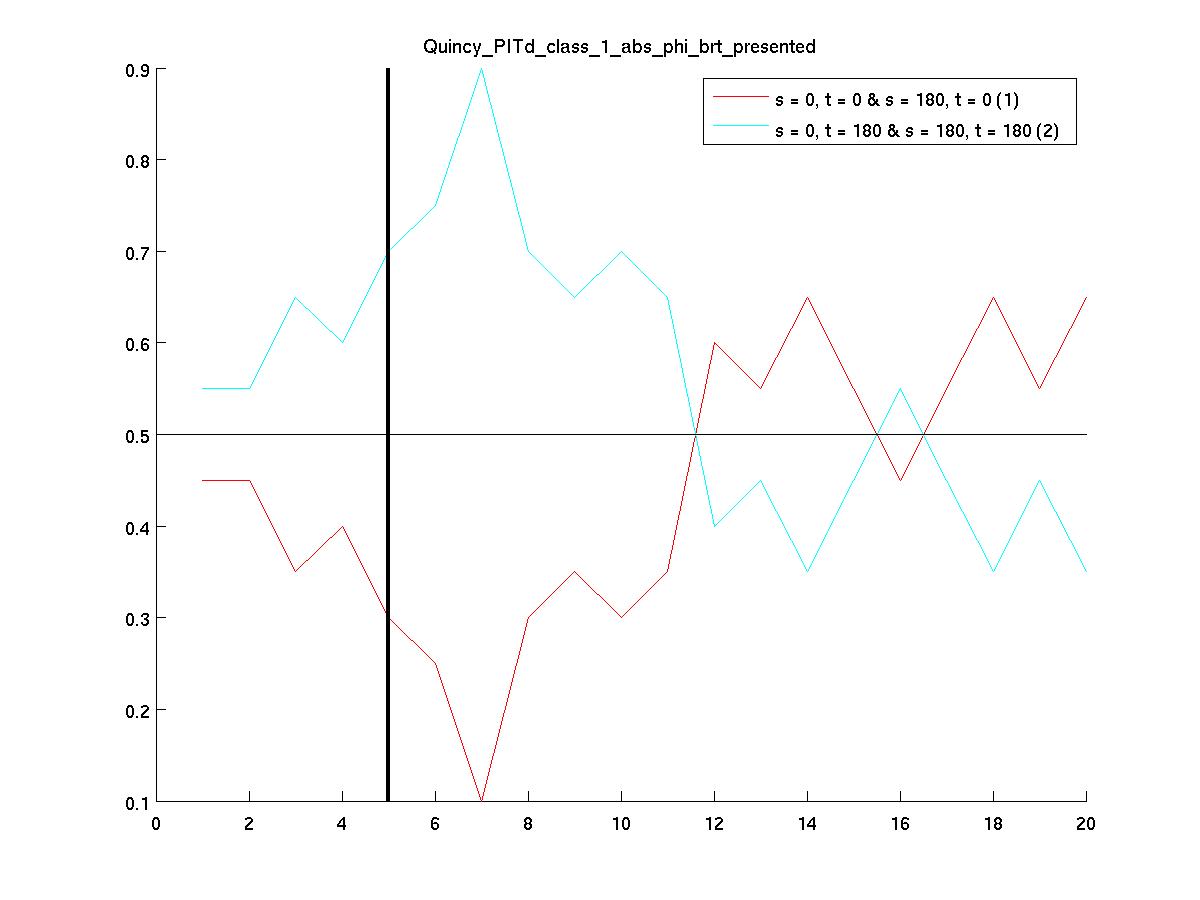 Quincy_PITd_class_1_abs_phi_brt_presented
s = 0, t = 0 & s = 180, t = 0 (1)
s = 0, t = 180 & s = 180, t = 180 (2)
0.9
0.8
0.7
0.6
0.5
0.4
0.3
0.2
0.1
0 2 4 6 8 10 12 14 16 18 20